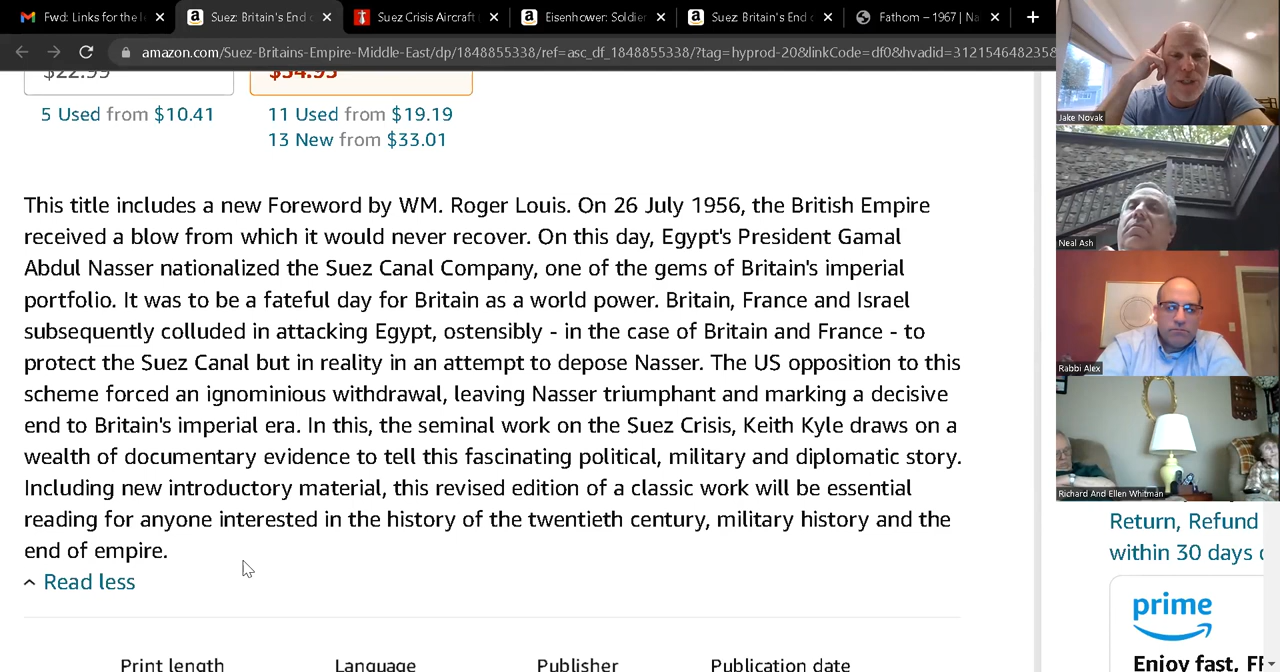 Fwd: Links for the l
Suez: Britain's End o
Suez Crisis Aircraft
Eisenhower: Soldier
Suez: Britain's End o
Fathom – 1967 | Na
amazon.com/Suez-Britains-Empire-Middle-East/dp/1848855338/ref=asc_df_1848855338/?tag=hyprod-20&linkCode=df0&hvadid=312154648235&
$22.99
$34.95
5 Used from $10.41
11 Used from $19.19
13 New from $33.01
This title includes a new Foreword by WM. Roger Louis. On 26 July 1956, the British Empire
received a blow from which it would never recover. On this day, Egypt's President Gamal
Abdul Nasser nationalized the Suez Canal Company, one of the gems of Britain's imperial
portfolio. It was to be a fateful day for Britain as a world power. Britain, France and Israel
subsequently colluded in attacking Egypt, ostensibly - in the case of Britain and France - to
protect the Suez Canal but in reality in an attempt to depose Nasser. The US opposition to this
scheme forced an ignominious withdrawal, leaving Nasser triumphant and marking a decisive
end to Britain's imperial era. In this, the seminal work on the Suez Crisis, Keith Kyle draws on a
wealth of documentary evidence to tell this fascinating political, military and diplomatic story.
Including new introductory material, this revised edition of a classic work will be essential
reading for anyone interested in the history of the twentieth century, military history and the
end of empire.
Read less
Print length
Language
Publisher
Publication date
Jake Novak
Neal Ash
Rabbi Alex
Richard And Ellen Whitman
Return, Refund
within 30 days
prime
Enjoy fast, F